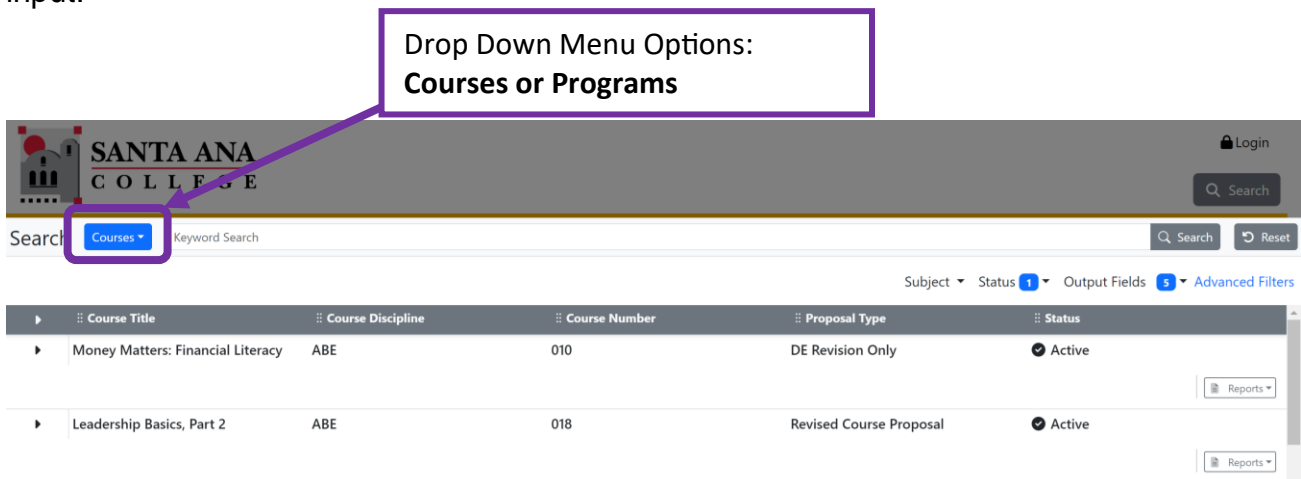 input.
Drop Down Menu Options:
Courses or Programs
SANTA ANA
COLLEGE
Login
Search
Search Courses Keyword Search Search Reset
Subject Status 1 Output Fields 5 Advanced Filters
Course Title Course Discipline Course Number Proposal Type Status
Money Matters: Financial Literacy ABE 010 DE Revision Only Active
Reports
Leadership Basics, Part 2 ABE 018 Revised Course Proposal Active
Reports